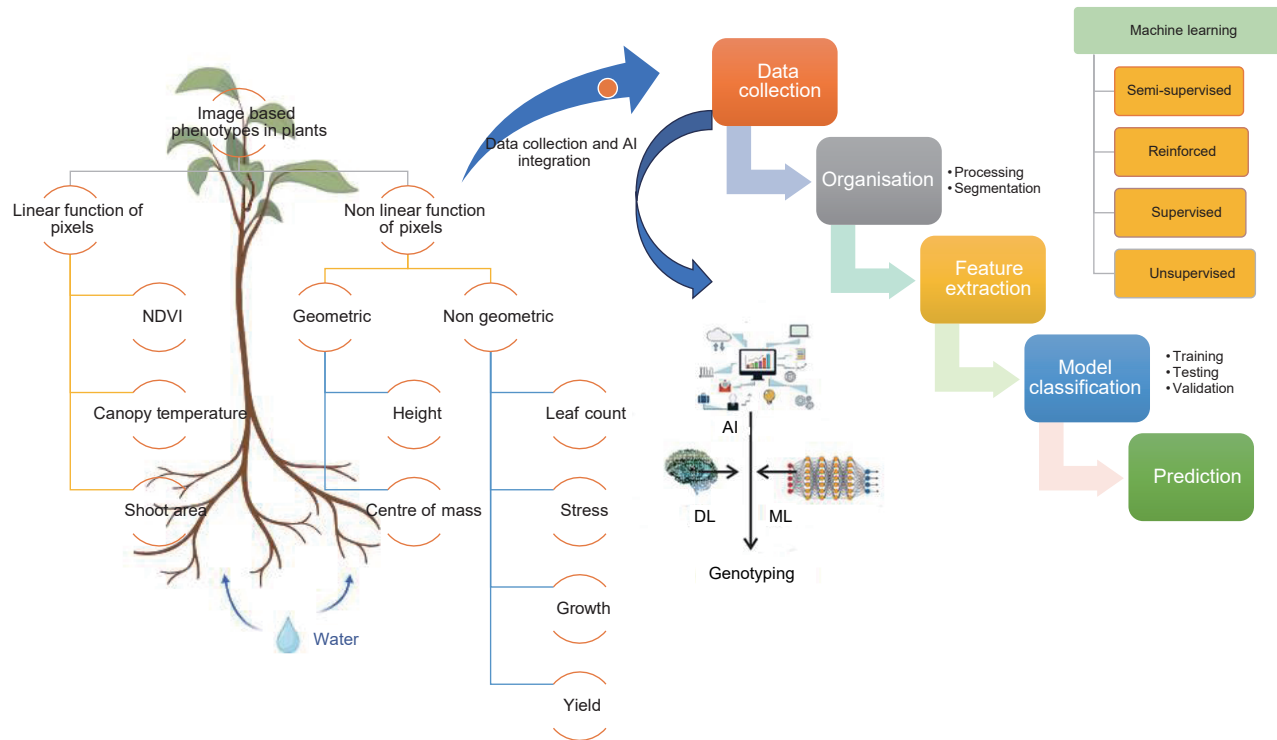 Image based
phenotypes in plants
Linear function of
pixels
Non linear function
of pixels
NDVI
Canopy temperature
Shoot area
Geometric
Non geometric
Height
Centre of mass
Leaf count
Stress
Growth
Yield
Water
Data collection and AI
integration
Data
collection
Organisation
• Processing
• Segmentation
Feature
extraction
Model
classification
• Training
• Testing
• Validation
Prediction
AI
DL
ML
Genotyping
Machine learning
Semi-supervised
Reinforced
Supervised
Unsupervised